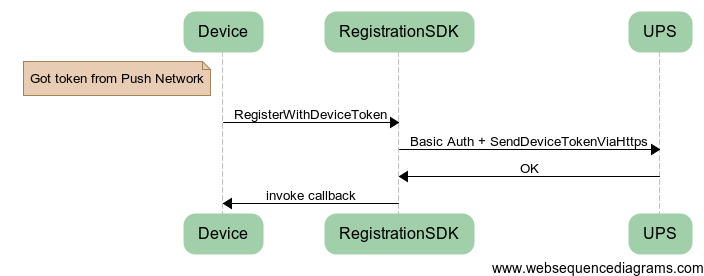 Device
RegistrationSDK
UPS
Got token from Push Network
RegisterWithDeviceToken
Basic Auth + SendDeviceTokenViaHttps
OK
invoke callback
Device
RegistrationSDK
UPS
www.websequencediagrams.com